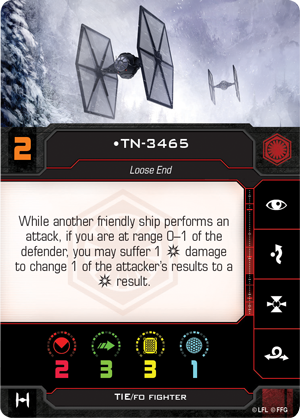 2
•TN-3465
Loose End
While another friendly ship performs an
attack, if you are at range 0–1 of the
defender, you may suffer 1 damage
to change 1 of the attacker's results to a
result.
2 3 3 1
TIE/FO FIGHTER
© LFL © FFG